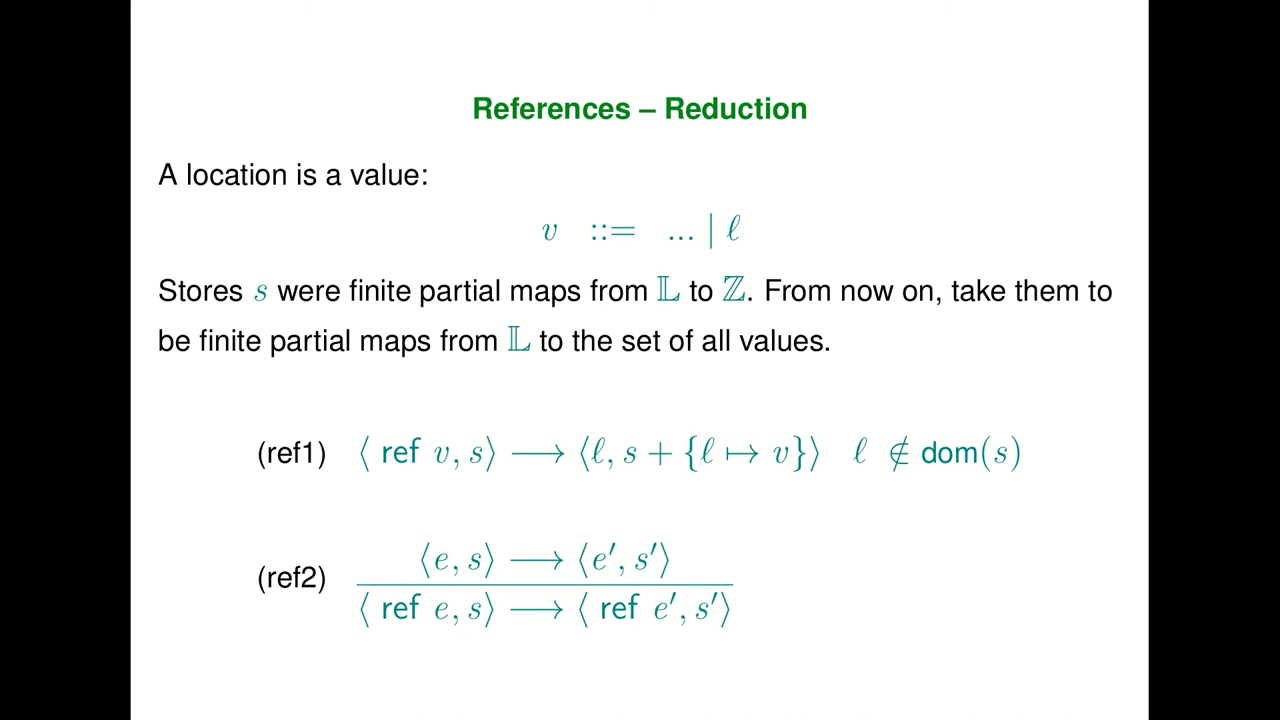 References – Reduction
A location is a value:
v ::= ... | ℓ
Stores s were finite partial maps from 𝕃 to ℤ. From now on, take them to
be finite partial maps from 𝕃 to the set of all values.
(ref1) ⟨ ref v, s⟩ ⟶ ⟨ℓ, s + {ℓ ↦ v}⟩ ℓ ∉ dom(s)
⟨e, s⟩ ⟶ ⟨e′, s′⟩
(ref2)
⟨ ref e, s⟩ ⟶ ⟨ ref e′, s′⟩